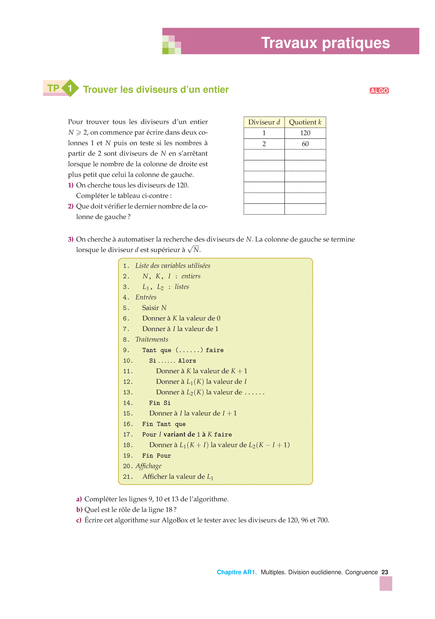 Travaux pratiques
TP 1 Trouver les diviseurs d'un entier
ALGO
Pour trouver tous les diviseurs d'un entier
N ⩾ 2, on commence par écrire dans deux co-
lonnes 1 et N puis on teste si les nombres à
partir de 2 sont diviseurs de N en s'arrêtant
lorsque le nombre de la colonne de droite est
plus petit que celui la colonne de gauche.
1) On cherche tous les diviseurs de 120.
Compléter le tableau ci-contre :
2) Que doit vérifier le dernier nombre de la co-
lonne de gauche ?
Diviseur d Quotient k
1 120
2 60
3) On cherche à automatiser la recherche des diviseurs de N. La colonne de gauche se termine
lorsque le diviseur d est supérieur à √N.
1. Liste des variables utilisées
2. N, K, I : entiers
3. L₁, L₂ : listes
4. Entrées
5. Saisir N
6. Donner à K la valeur de 0
7. Donner à I la valeur de 1
8. Traitements
9. Tant que (......) faire
10. Si ...... Alors
11. Donner à K la valeur de K + 1
12. Donner à L₁(K) la valeur de I
13. Donner à L₂(K) la valeur de ......
14. Fin Si
15. Donner à I la valeur de I + 1
16. Fin Tant que
17. Pour I variant de 1 à K faire
18. Donner à L₁(K + I) la valeur de L₂(K − I + 1)
19. Fin Pour
20. Affichage
21. Afficher la valeur de L₁
a) Compléter les lignes 9, 10 et 13 de l'algorithme.
b) Quel est le rôle de la ligne 18 ?
c) Écrire cet algorithme sur AlgoBox et le tester avec les diviseurs de 120, 96 et 700.
Chapitre AR1. Multiples. Division euclidienne. Congruence 23